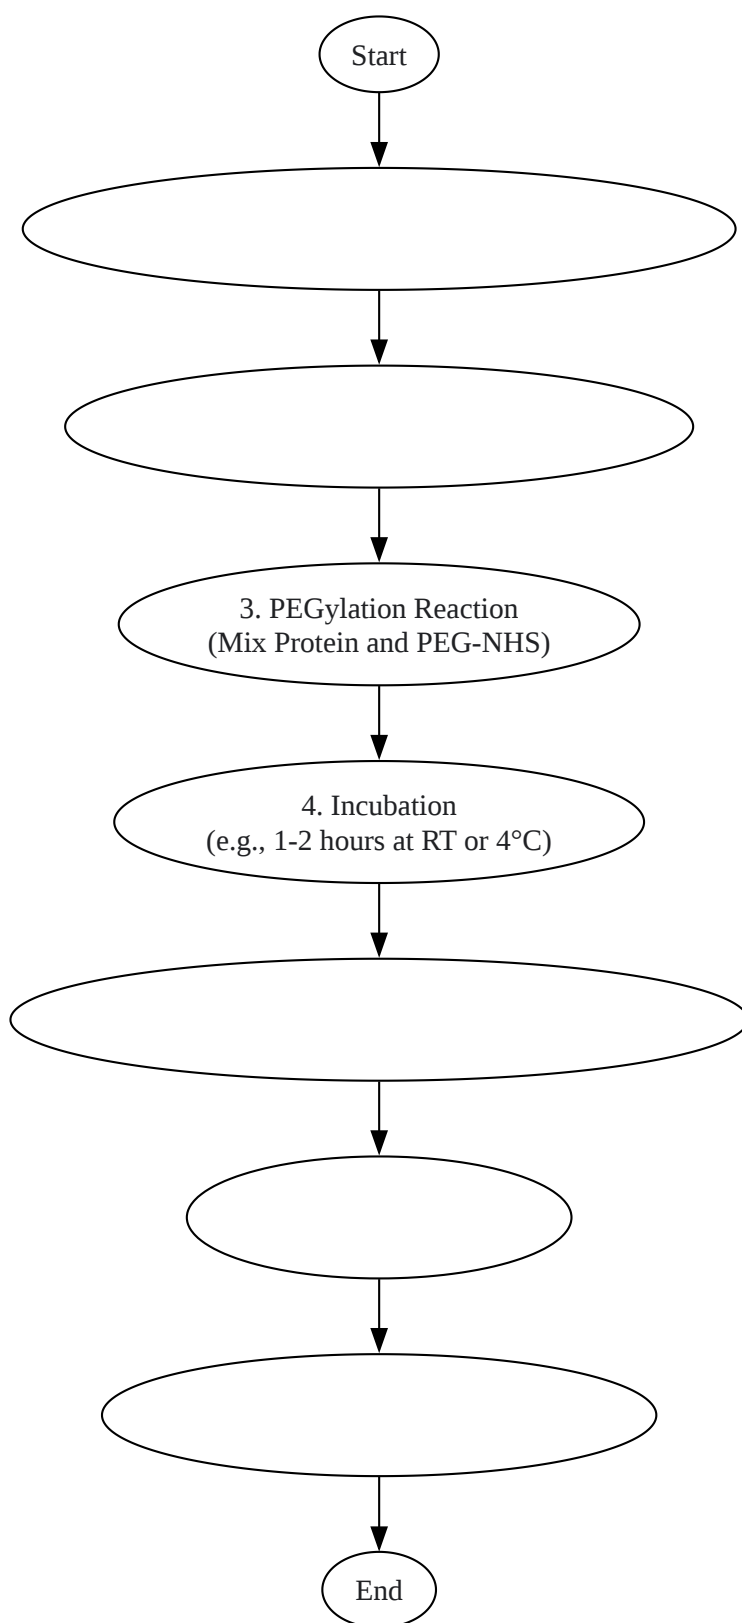 Start
3. PEGylation Reaction
(Mix Protein and PEG-NHS)
4. Incubation
(e.g., 1-2 hours at RT or 4°C)
End